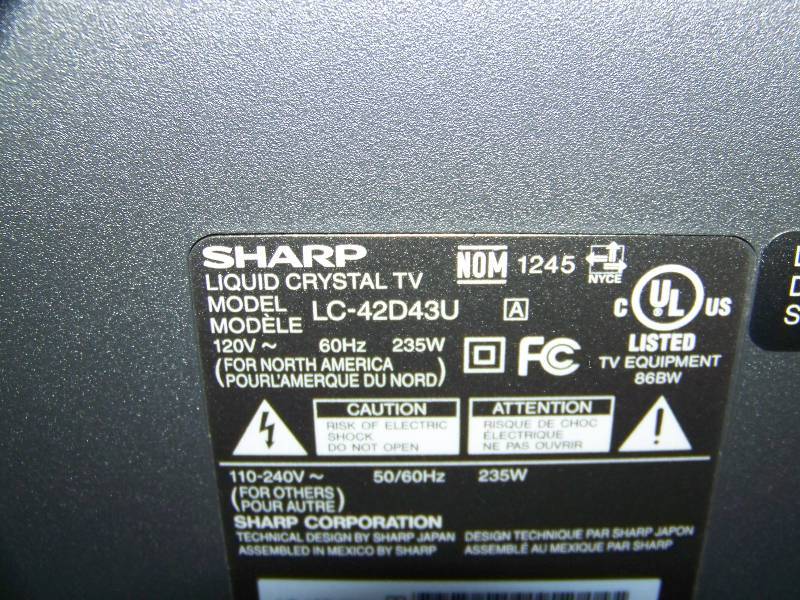 SHARP
LIQUID CRYSTAL TV
NOM 1245
NYCE
MODEL
MODÈLE
LC-42D43U
A
C UL US
LISTED
TV EQUIPMENT
86BW
120V ~ 60Hz 235W
(FOR NORTH AMERICA
POUR L'AMERQUE DU NORD)
FC
CAUTION
RISK OF ELECTRIC
SHOCK
DO NOT OPEN
ATTENTION
RISQUE DE CHOC
ÉLECTRIQUE
NE PAS OUVRIR
110-240V ~ 50/60Hz 235W
(FOR OTHERS
POUR AUTRE)
SHARP CORPORATION
TECHNICAL DESIGN BY SHARP JAPAN
ASSEMBLED IN MEXICO BY SHARP
DESIGN TECHNIQUE PAR SHARP JAPON
ASSEMBLÉ AU MEXIQUE PAR SHARP